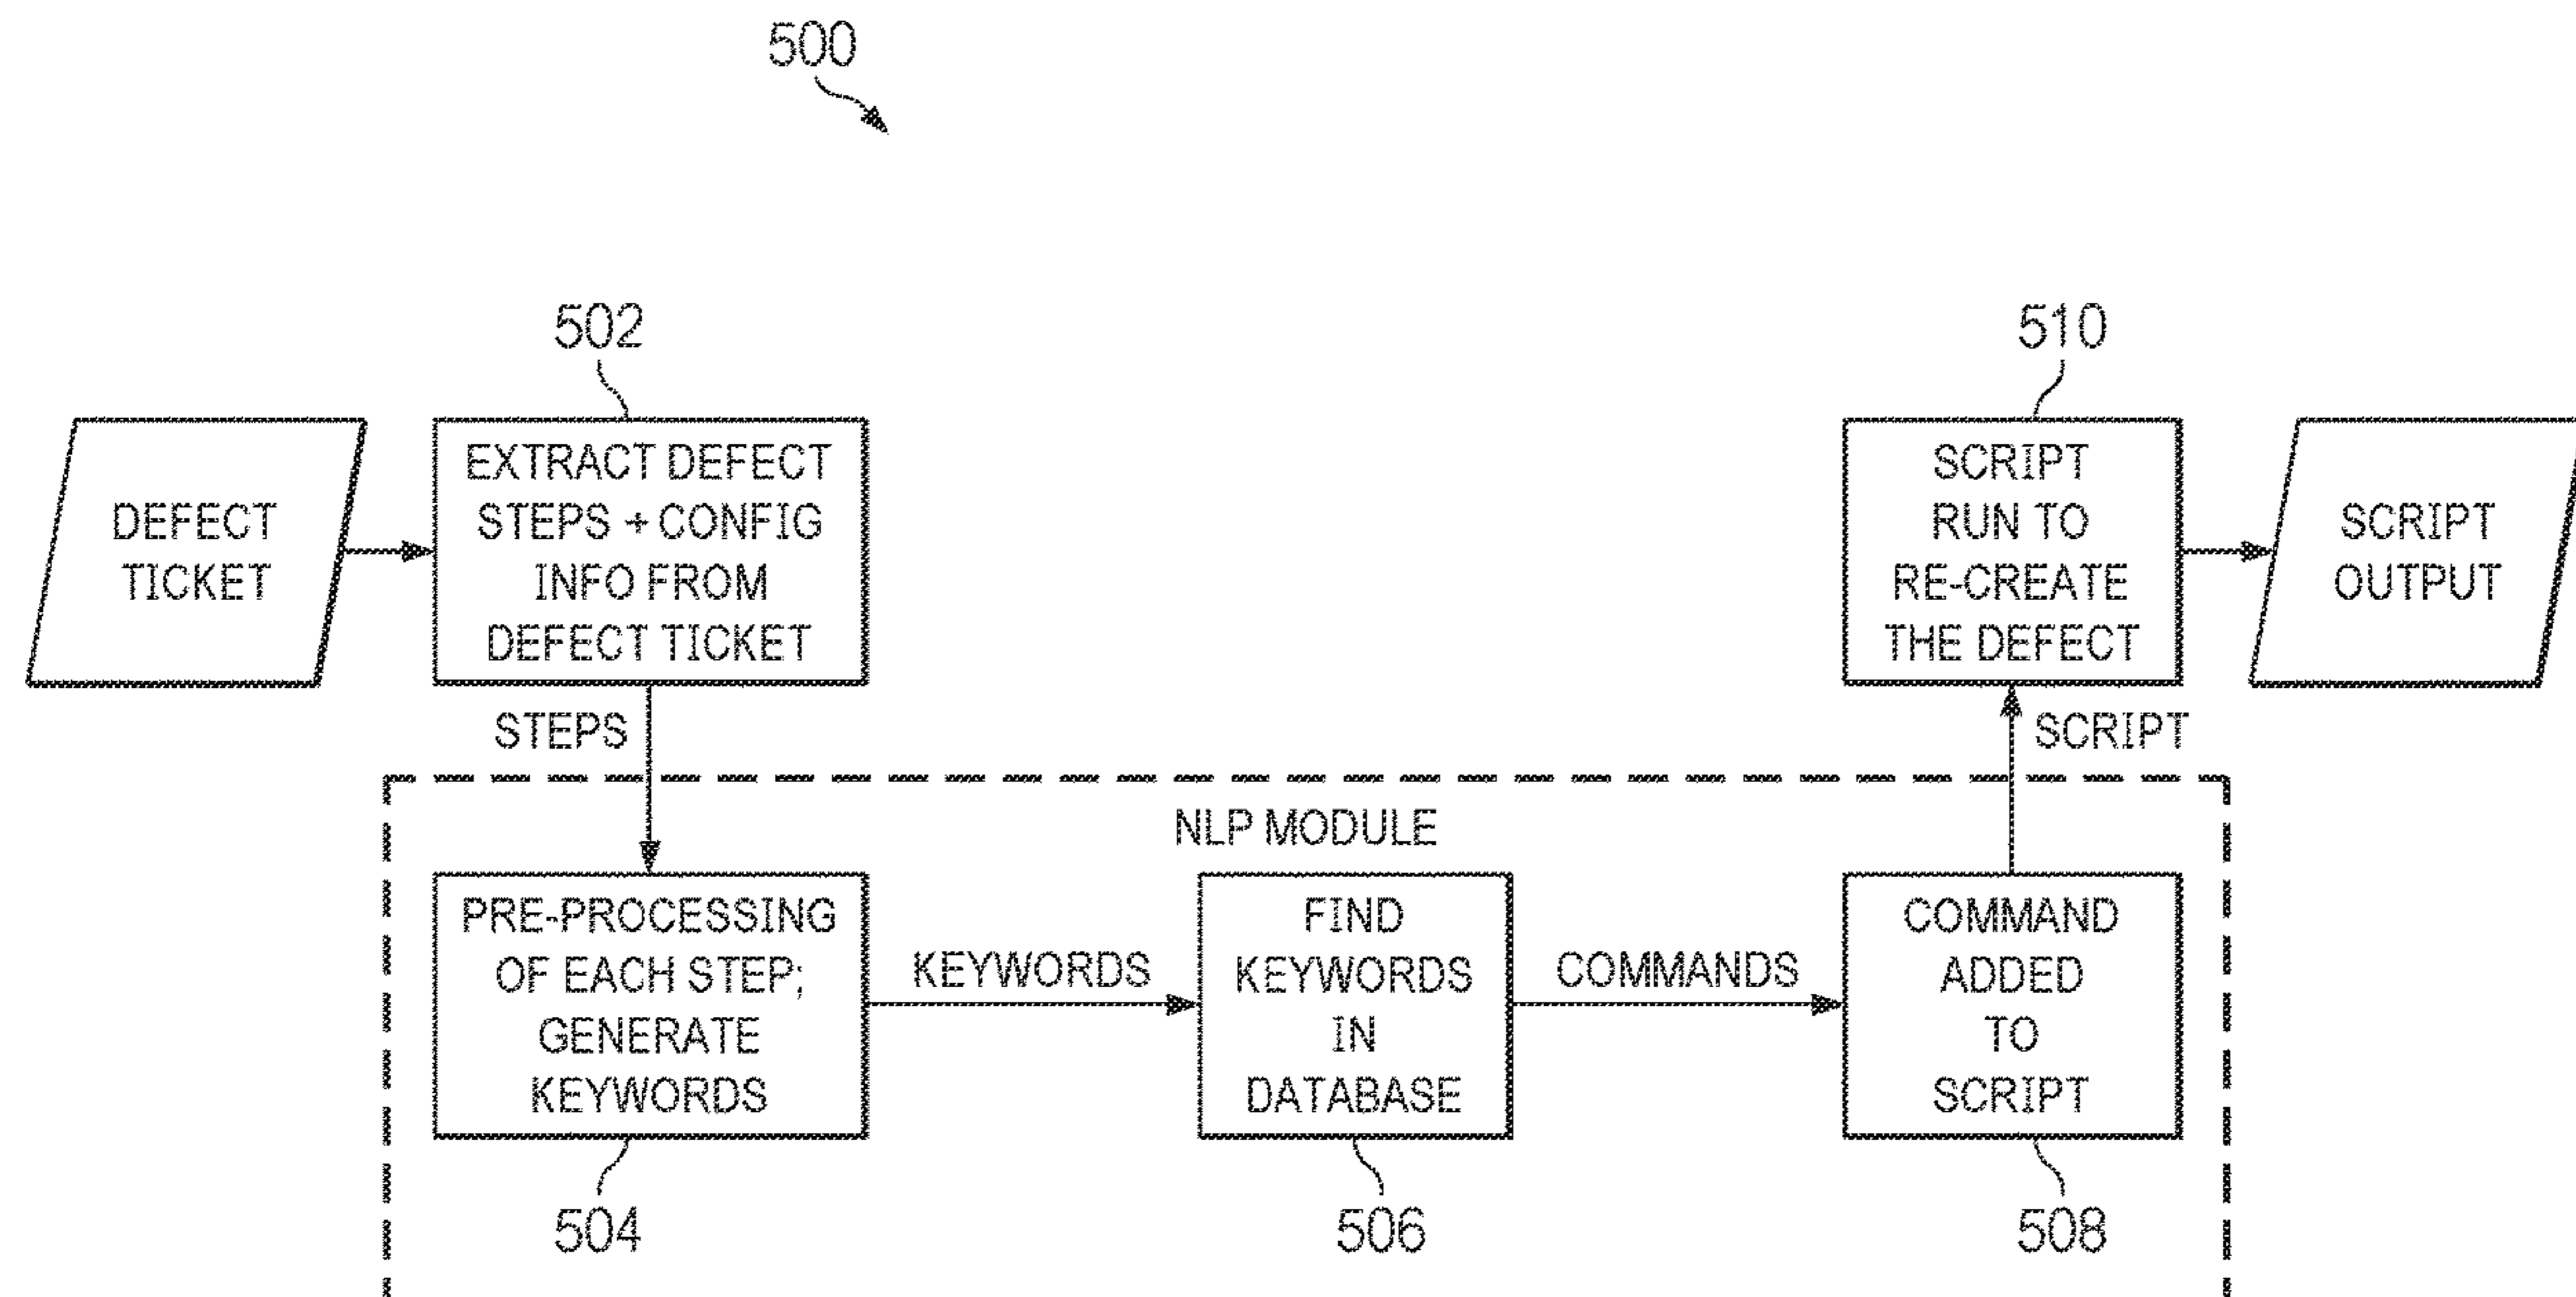 500
502
510
DEFECT
TICKET
EXTRACT DEFECT
STEPS + CONFIG
INFO FROM
DEFECT TICKET
SCRIPT
RUN TO
RE-CREATE
THE DEFECT
SCRIPT
OUTPUT
STEPS
SCRIPT
NLP MODULE
PRE-PROCESSING
OF EACH STEP;
GENERATE
KEYWORDS
KEYWORDS
FIND
KEYWORDS
IN
DATABASE
COMMANDS
COMMAND
ADDED
TO
SCRIPT
504
506
508